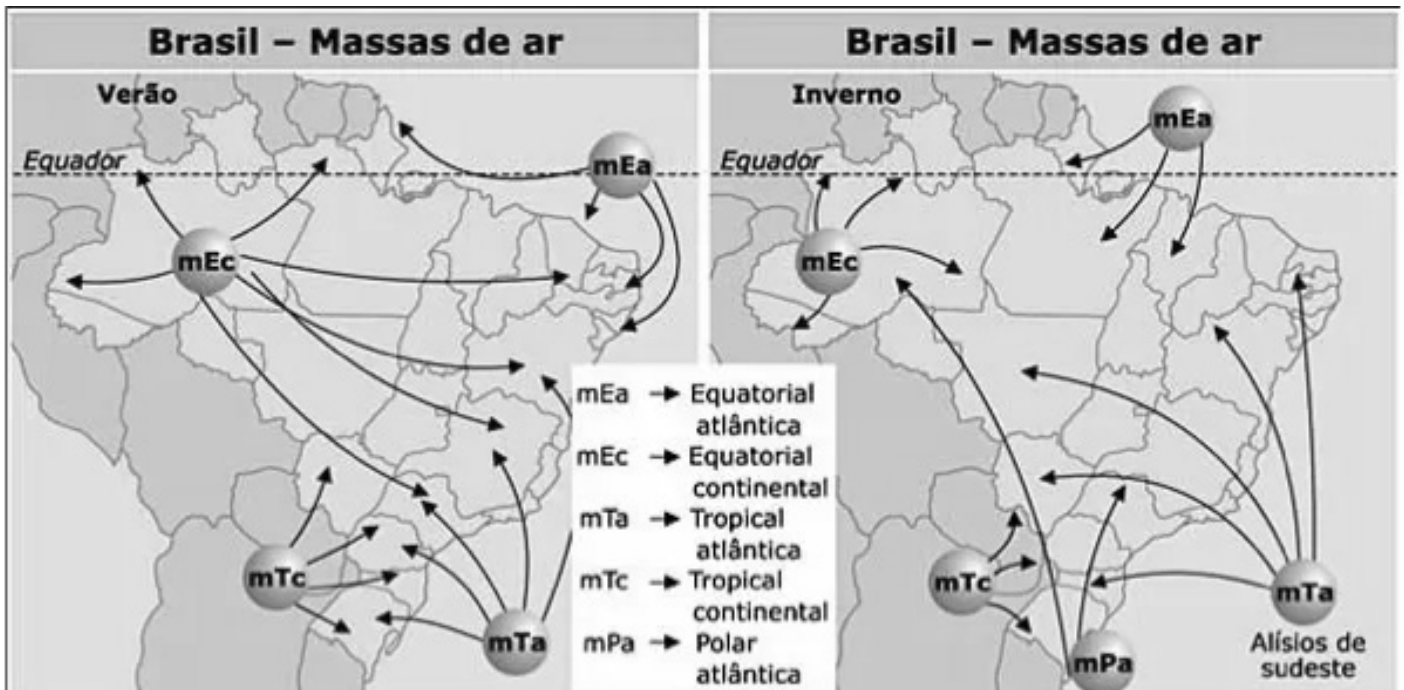 Brasil – Massas de ar
Verão
Equador
mEa
mEc
mTc
mTa
mEa → Equatorial
atlântica
mEc → Equatorial
continental
mTa → Tropical
atlântica
mTc → Tropical
continental
mPa → Polar
atlântica
Brasil – Massas de ar
Inverno
Equador
mEa
mEc
mTc
mPa
mTa
Alísios de
sudeste